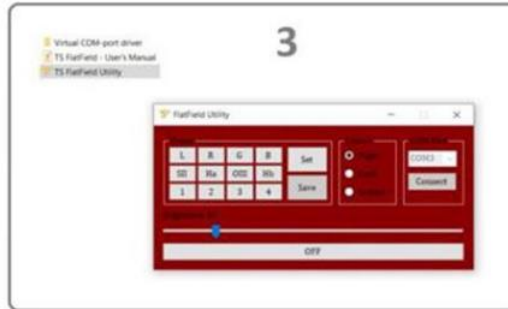 3
Virtual COM-port driver
TS FlatField - User's Manual
TS FlatField Utility
FlatField Utility
L R G B Set
SII Ha OIII Hb Save
1 2 3 4
COM3
Connect
OFF